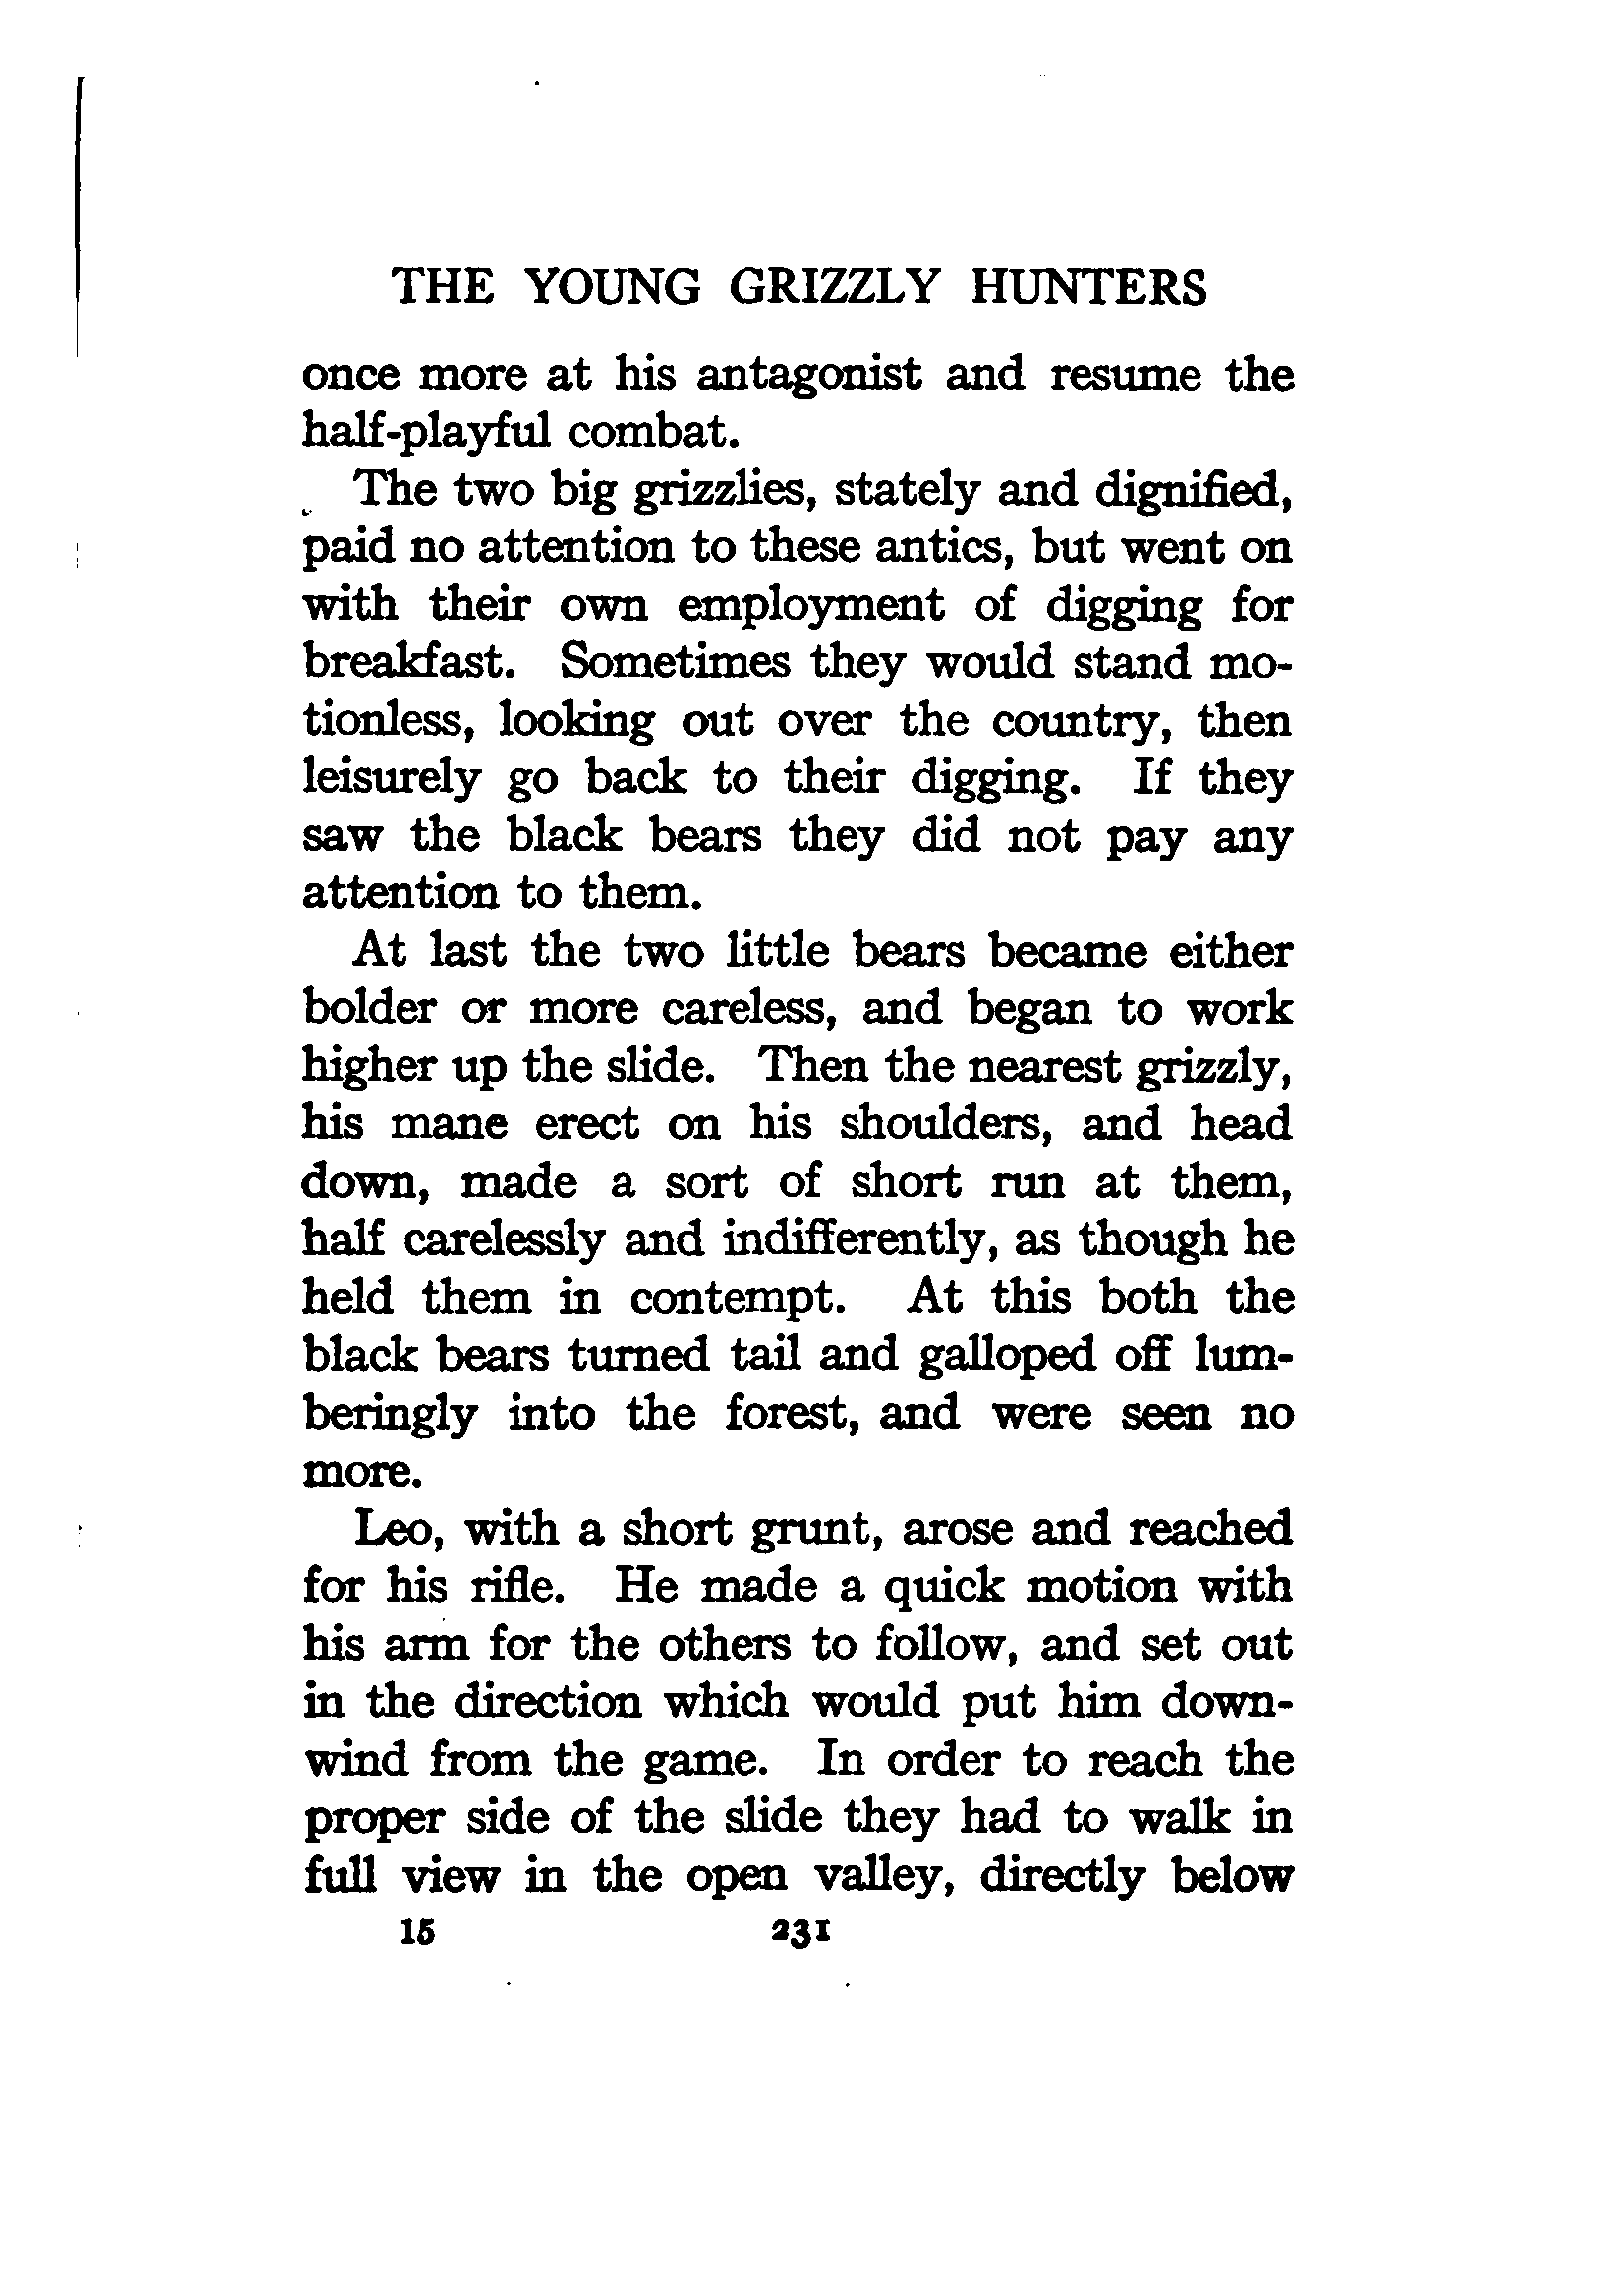 THE YOUNG GRIZZLY HUNTERS
once more at his antagonist and resume the
half-playful combat.
The two big grizzlies, stately and dignified,
paid no attention to these antics, but went on
with their own employment of digging for
breakfast. Sometimes they would stand mo-
tionless, looking out over the country, then
leisurely go back to their digging. If they
saw the black bears they did not pay any
attention to them.
At last the two little bears became either
bolder or more careless, and began to work
higher up the slide. Then the nearest grizzly,
his mane erect on his shoulders, and head
down, made a sort of short run at them,
half carelessly and indifferently, as though he
held them in contempt. At this both the
black bears turned tail and galloped off lum-
beringly into the forest, and were seen no
more.
Leo, with a short grunt, arose and reached
for his rifle. He made a quick motion with
his arm for the others to follow, and set out
in the direction which would put him down-
wind from the game. In order to reach the
proper side of the slide they had to walk in
full view in the open valley, directly below
15 231